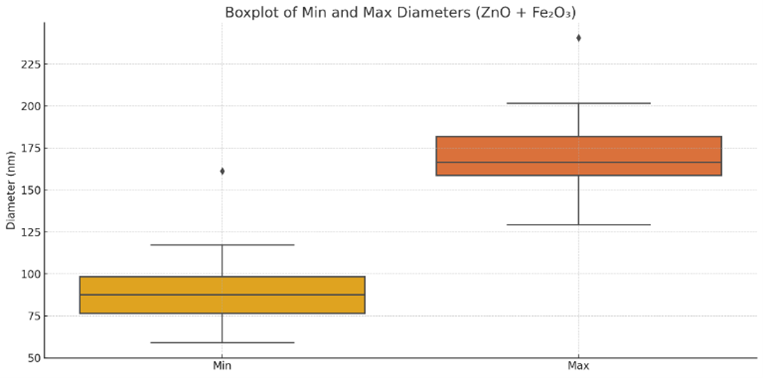 Boxplot of Min and Max Diameters (ZnO + Fe₂O₃)
Diameter (nm)
225
200
175
150
125
100
75
50
Min Max